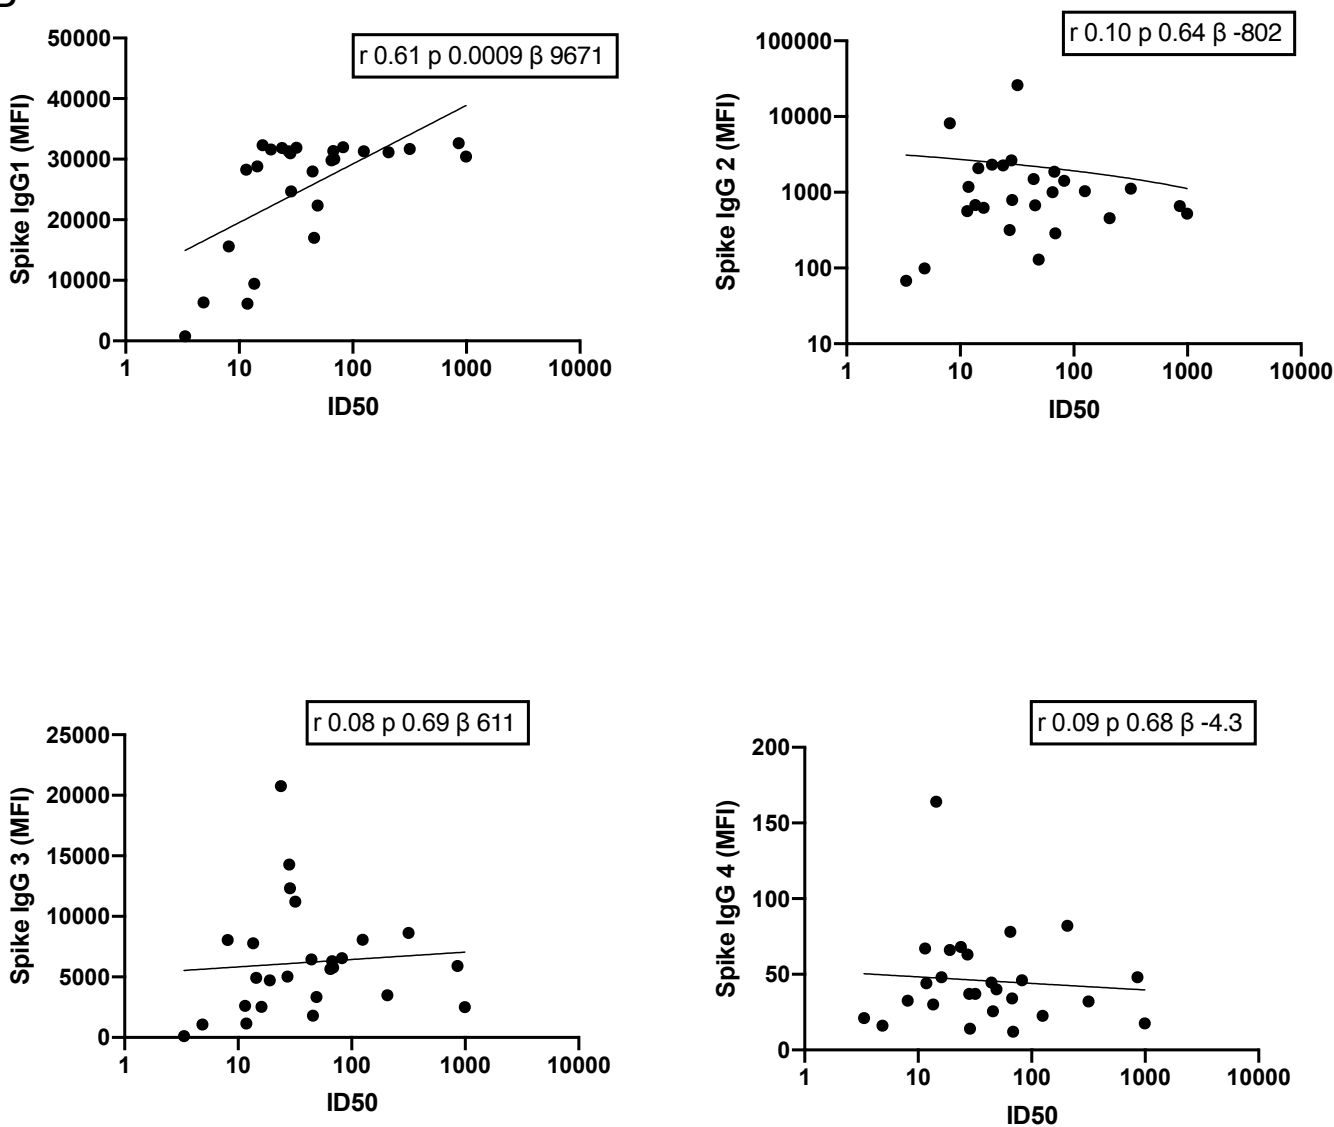 r 0.61 p 0.0009 β 9671
Spike IgG1 (MFI)
50000
40000
30000
20000
10000
0
1 10 100 1000 10000
ID50
r 0.10 p 0.64 β -802
Spike IgG 2 (MFI)
100000
10000
1000
100
10
1 10 100 1000 10000
ID50
r 0.08 p 0.69 β 611
Spike IgG 3 (MFI)
25000
20000
15000
10000
5000
0
1 10 100 1000 10000
ID50
r 0.09 p 0.68 β -4.3
Spike IgG 4 (MFI)
200
150
100
50
0
1 10 100 1000 10000
ID50